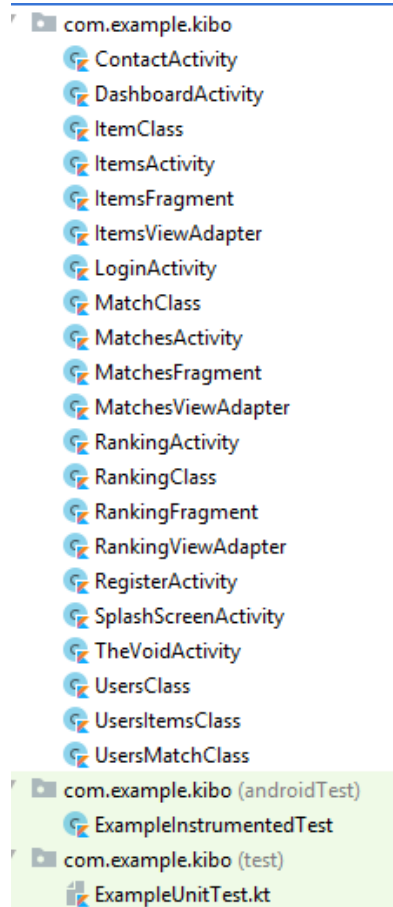 com.example.kibo
ContactActivity
DashboardActivity
ItemClass
ItemsActivity
ItemsFragment
ItemsViewAdapter
LoginActivity
MatchClass
MatchesActivity
MatchesFragment
MatchesViewAdapter
RankingActivity
RankingClass
RankingFragment
RankingViewAdapter
RegisterActivity
SplashScreenActivity
TheVoidActivity
UsersClass
UsersItemsClass
UsersMatchClass
com.example.kibo (androidTest)
ExampleInstrumentedTest
com.example.kibo (test)
ExampleUnitTest.kt